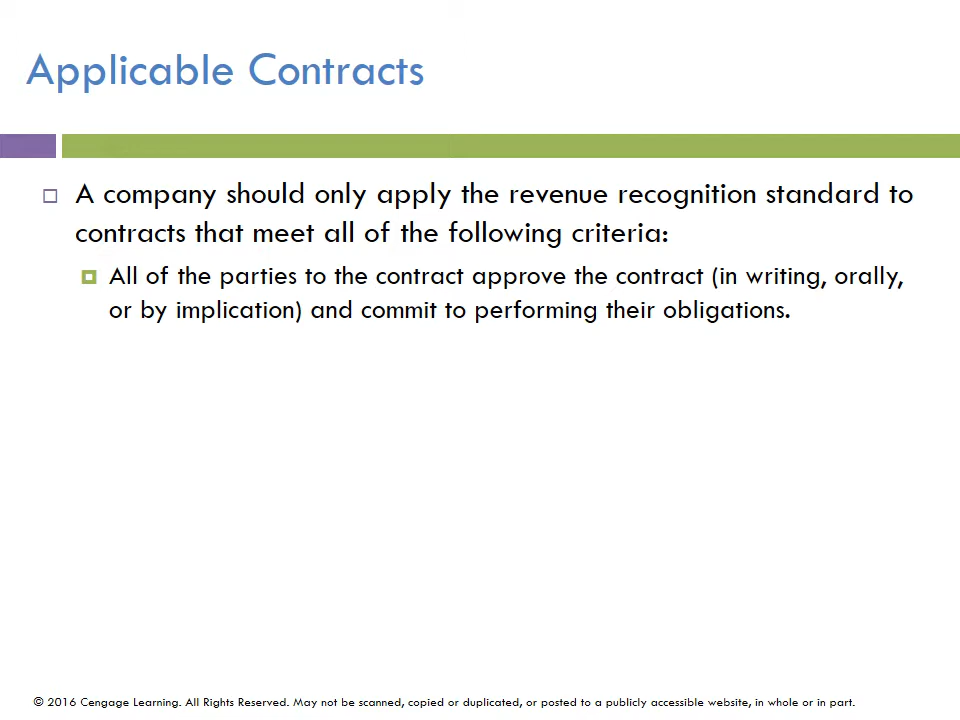 Applicable Contracts
A company should only apply the revenue recognition standard to
contracts that meet all of the following criteria:
All of the parties to the contract approve the contract (in writing, orally,
or by implication) and commit to performing their obligations.
© 2016 Cengage Learning. All Rights Reserved. May not be scanned, copied or duplicated, or posted to a publicly accessible website, in whole or in part.